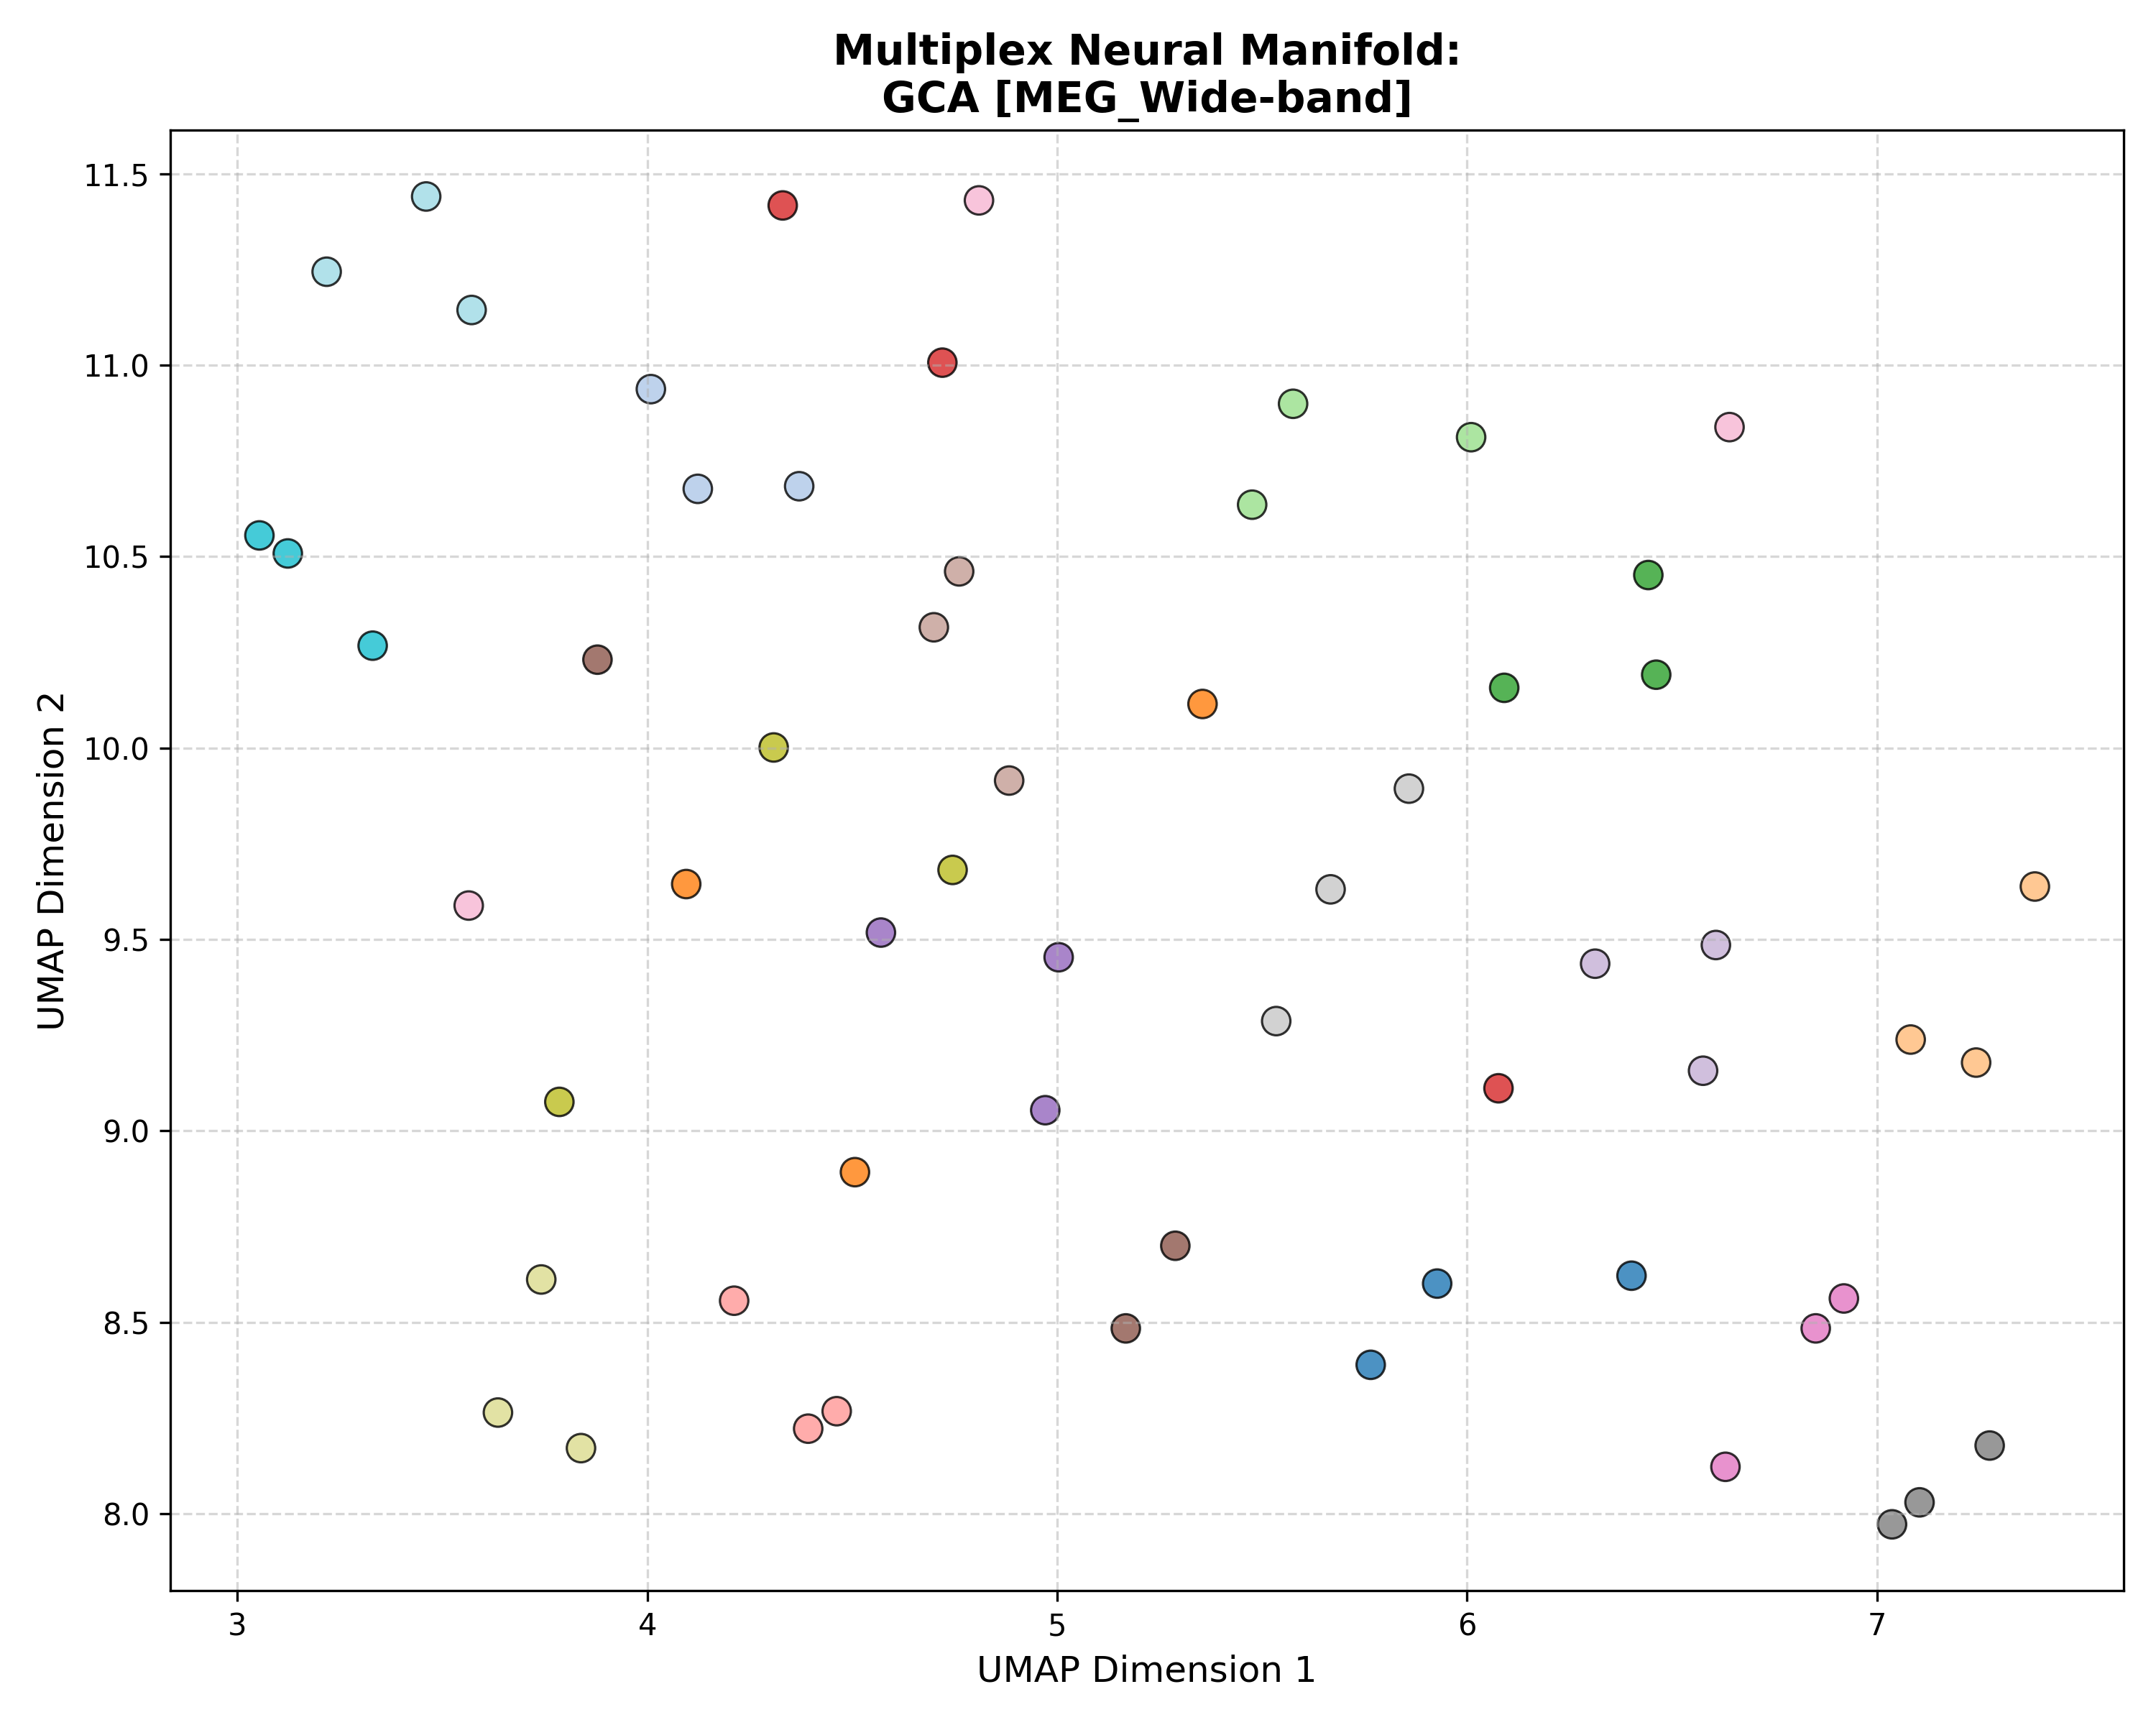 Multiplex Neural Manifold:
GCA [MEG_Wide-band]
11.5
11.0
10.5
10.0
9.5
9.0
8.5
8.0
UMAP Dimension 2
3 4 5 6 7
UMAP Dimension 1